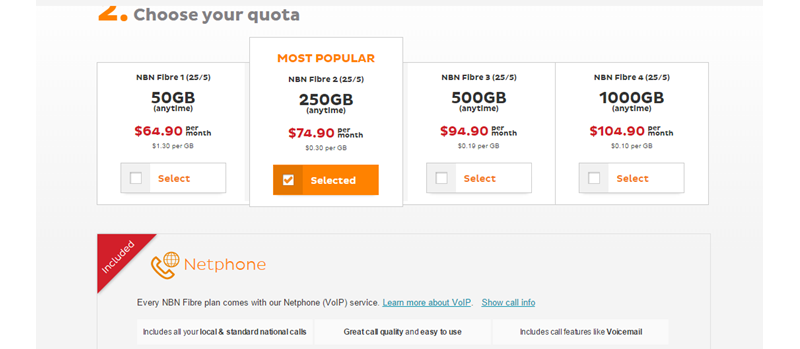 2. Choose your quota
MOST POPULAR
NBN Fibre 1 (25/5)
50GB
(anytime)
$64.90 per month
$1.30 per GB
Select
NBN Fibre 2 (25/5)
250GB
(anytime)
$74.90 per month
$0.30 per GB
Selected
NBN Fibre 3 (25/5)
500GB
(anytime)
$94.90 per month
$0.19 per GB
Select
NBN Fibre 4 (25/5)
1000GB
(anytime)
$104.90 per month
$0.10 per GB
Select
Included
Netphone
Every NBN Fibre plan comes with our Netphone (VoIP) service. Learn more about VoIP. Show call info
Includes all your local & standard national calls
Great call quality and easy to use
Includes call features like Voicemail